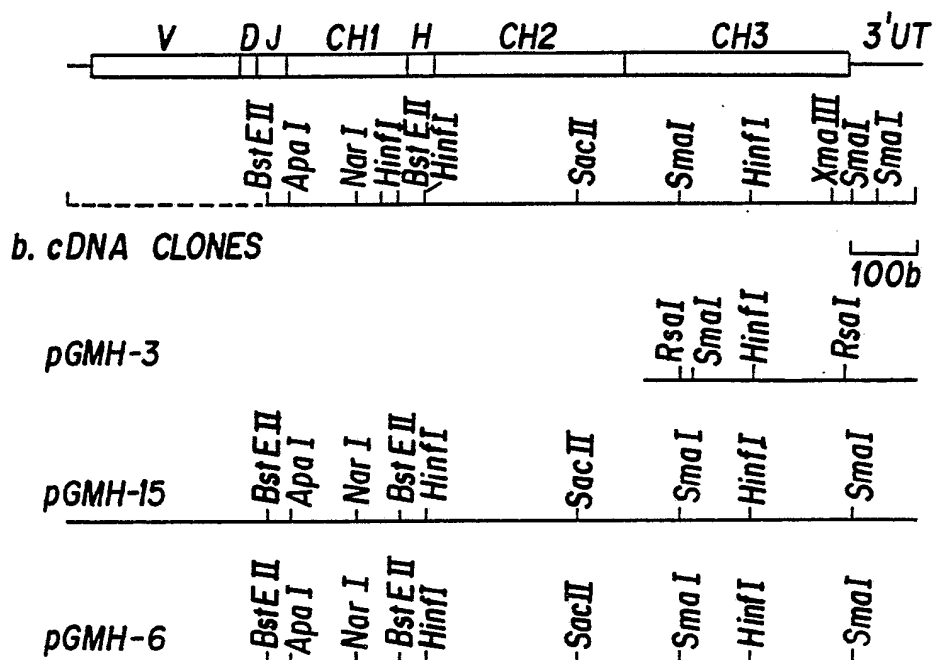 V D J CH1 H CH2 CH3 3'UT
BstEII ApaI NarI HinfI BstEII HinfI SacII SmaI HinfI XmaIII SmaI SmaI
b. cDNA CLONES
100b
RsaI SmaI HinfI RsaI
pGMH-3
BstEII ApaI NarI BstEII HinfI SacII SmaI HinfI SmaI
pGMH-15
BstEII ApaI NarI BstEII HinfI SacII SmaI HinfI SmaI
pGMH-6